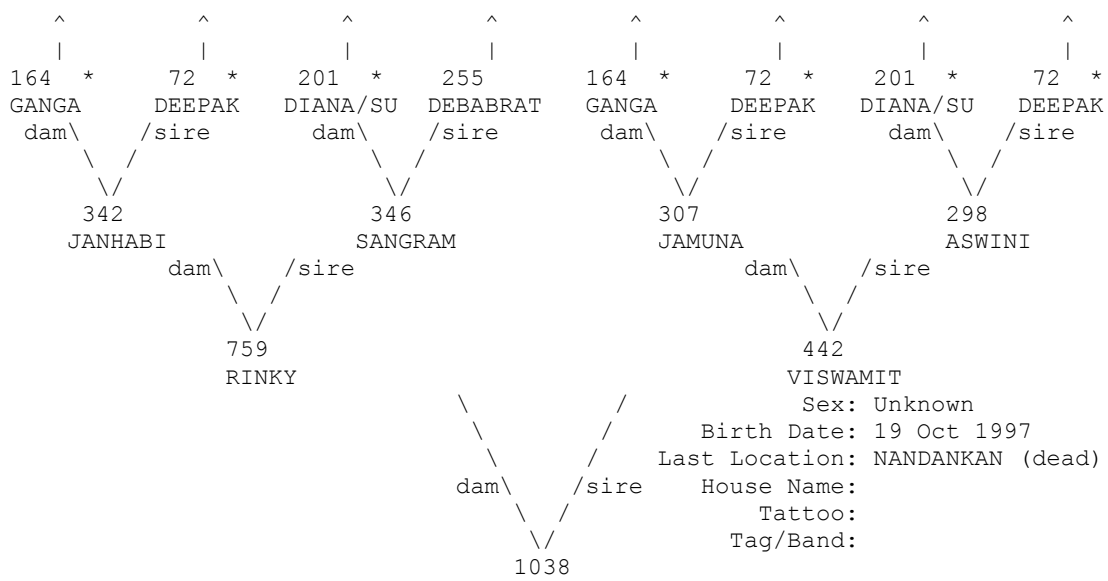 ^ ^ ^ ^ ^ ^ ^ ^
| | | | | | | |
164 * 72 * 201 * 255 164 * 72 * 201 * 72 *
GANGA DEEPAK DIANA/SU DEBABRAT GANGA DEEPAK DIANA/SU DEEPAK
dam\ /sire dam\ /sire dam\ /sire dam\ /sire
\ / \ / \ / \ /
\/ \/ \/ \/
342 346 307 298
JANHABI SANGRAM JAMUNA ASWINI
dam\ /sire dam\ /sire
\ / \ /
\/ \/
759 442
RINKY VISWAMIT
\ / Sex: Unknown
\ / Birth Date: 19 Oct 1997
\ / Last Location: NANDANKAN (dead)
dam\ /sire House Name:
\ / Tattoo:
\/ Tag/Band:
1038